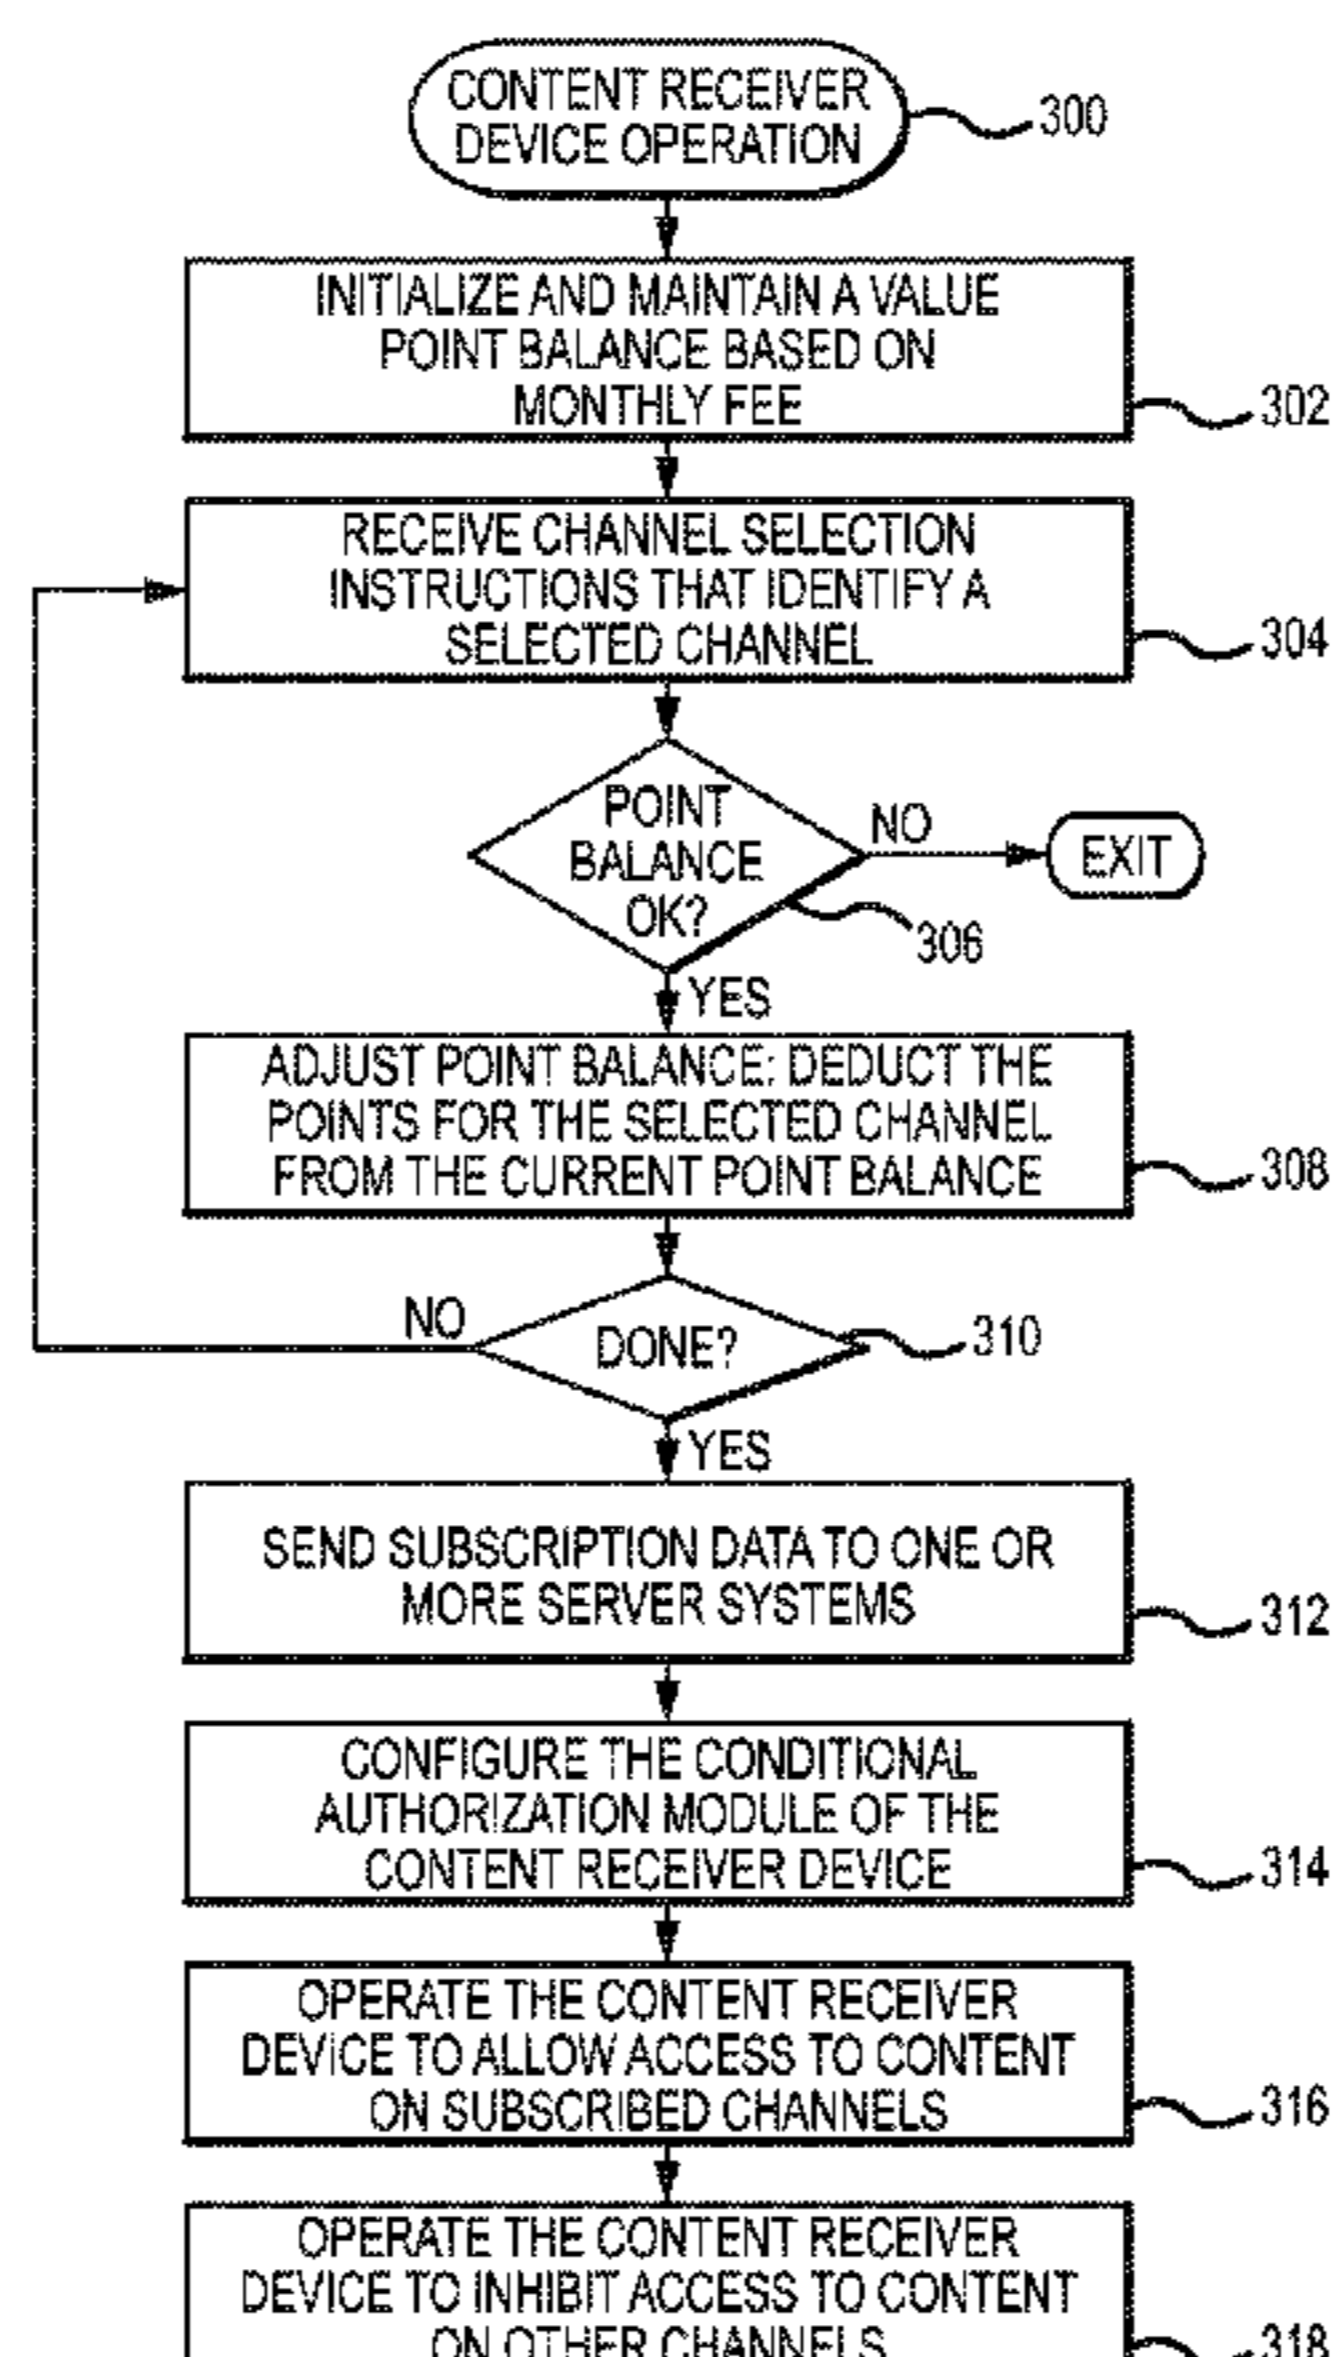 CONTENT RECEIVER
DEVICE OPERATION
300
INITIALIZE AND MAINTAIN A VALUE
POINT BALANCE BASED ON
MONTHLY FEE
302
RECEIVE CHANNEL SELECTION
INSTRUCTIONS THAT IDENTIFY A
SELECTED CHANNEL
304
POINT
BALANCE
OK?
NO
EXIT
306
YES
ADJUST POINT BALANCE: DEDUCT THE
POINTS FOR THE SELECTED CHANNEL
FROM THE CURRENT POINT BALANCE
308
NO
DONE?
310
YES
SEND SUBSCRIPTION DATA TO ONE OR
MORE SERVER SYSTEMS
312
CONFIGURE THE CONDITIONAL
AUTHORIZATION MODULE OF THE
CONTENT RECEIVER DEVICE
314
OPERATE THE CONTENT RECEIVER
DEVICE TO ALLOW ACCESS TO CONTENT
ON SUBSCRIBED CHANNELS
316
OPERATE THE CONTENT RECEIVER
DEVICE TO INHIBIT ACCESS TO CONTENT
ON OTHER CHANNELS
318